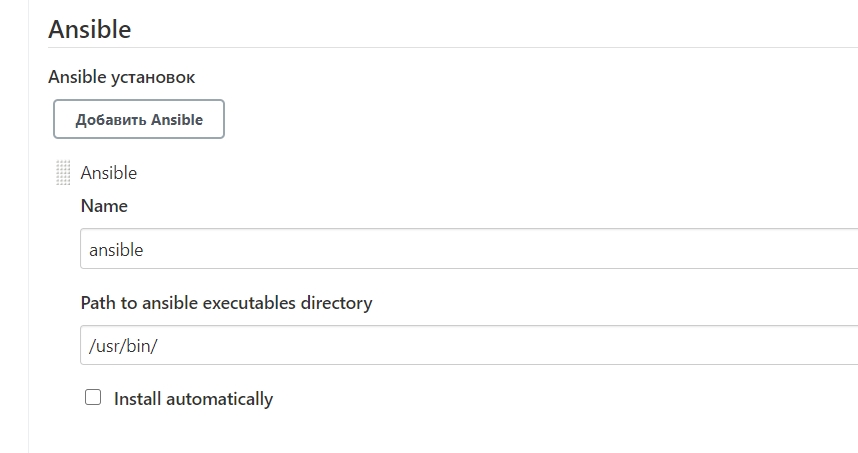 Ansible
Ansible установок
Добавить Ansible
Ansible
Name
ansible
Path to ansible executables directory
/usr/bin/
Install automatically